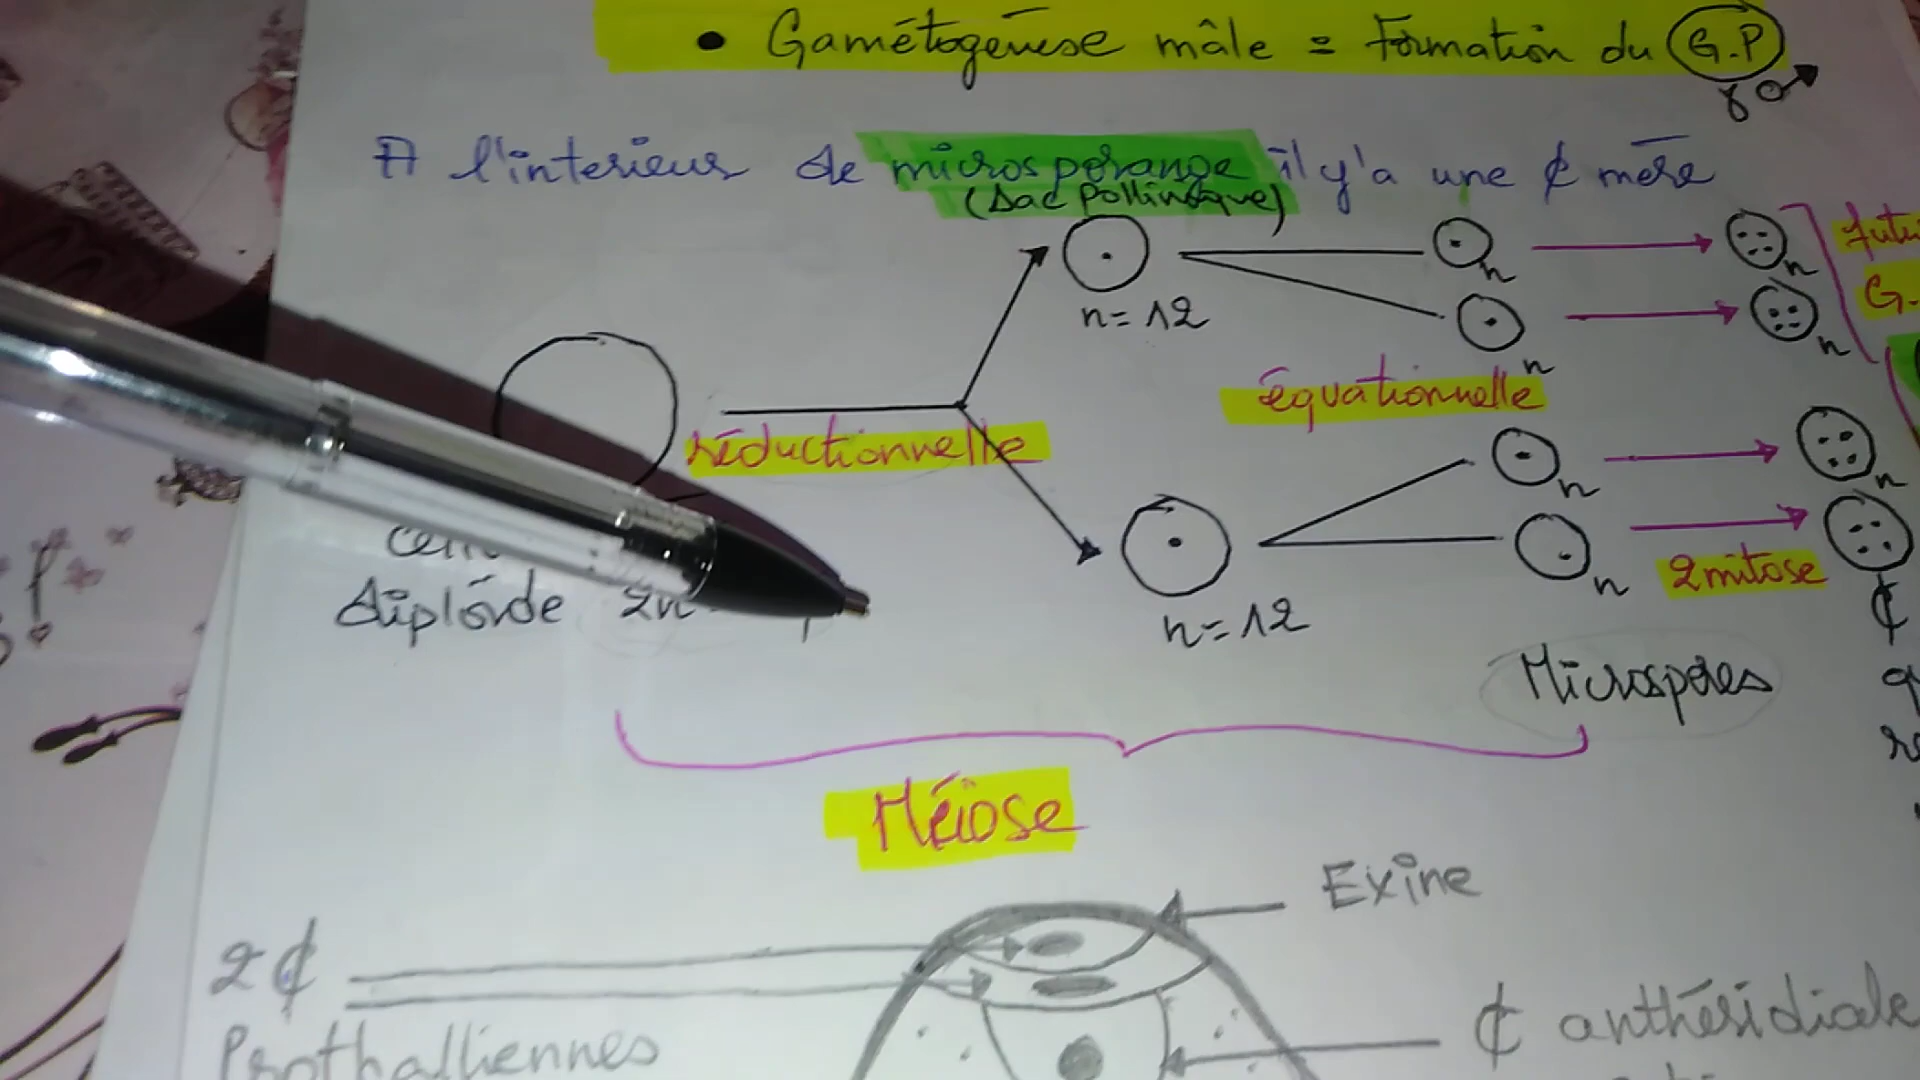 • Gamétogénèse mâle = Formation du G.P
♂
A l'interieur de microsporange il y'a une ¢ mère
(sac Pollinique)
n n
n = 12
n n
équationnelle
réductionnelle
n n
diploïde 2n
n
2 mitose
n = 12
¢
Microspores
Méiose
Exine
2¢
Prothalliennes
¢ anthéridiale